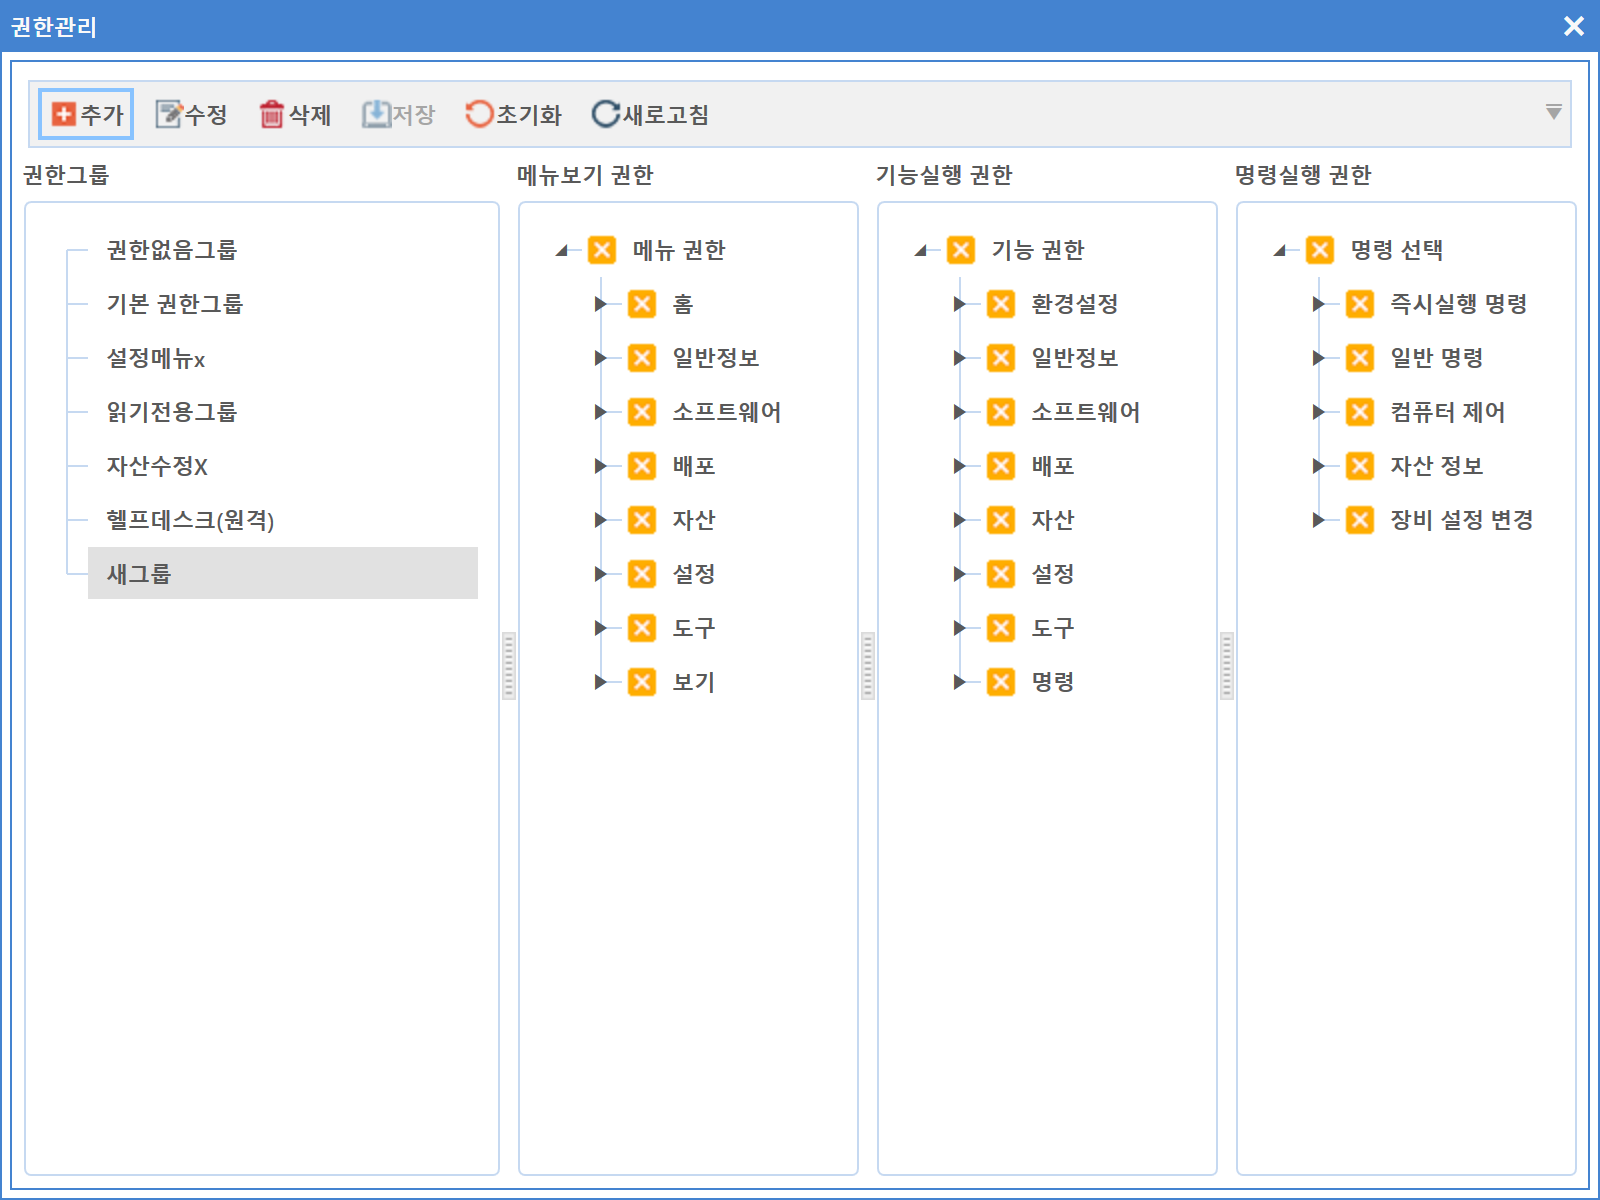 권한관리
추가 수정 삭제 저장 초기화 새로고침
권한그룹
권한없음그룹
기본 권한그룹
설정메뉴x
읽기전용그룹
자산수정X
헬프데스크(원격)
새그룹
메뉴보기 권한
메뉴 권한
홈
일반정보
소프트웨어
배포
자산
설정
도구
보기
기능실행 권한
기능 권한
환경설정
일반정보
소프트웨어
배포
자산
설정
도구
명령
명령실행 권한
명령 선택
즉시실행 명령
일반 명령
컴퓨터 제어
자산 정보
장비 설정 변경